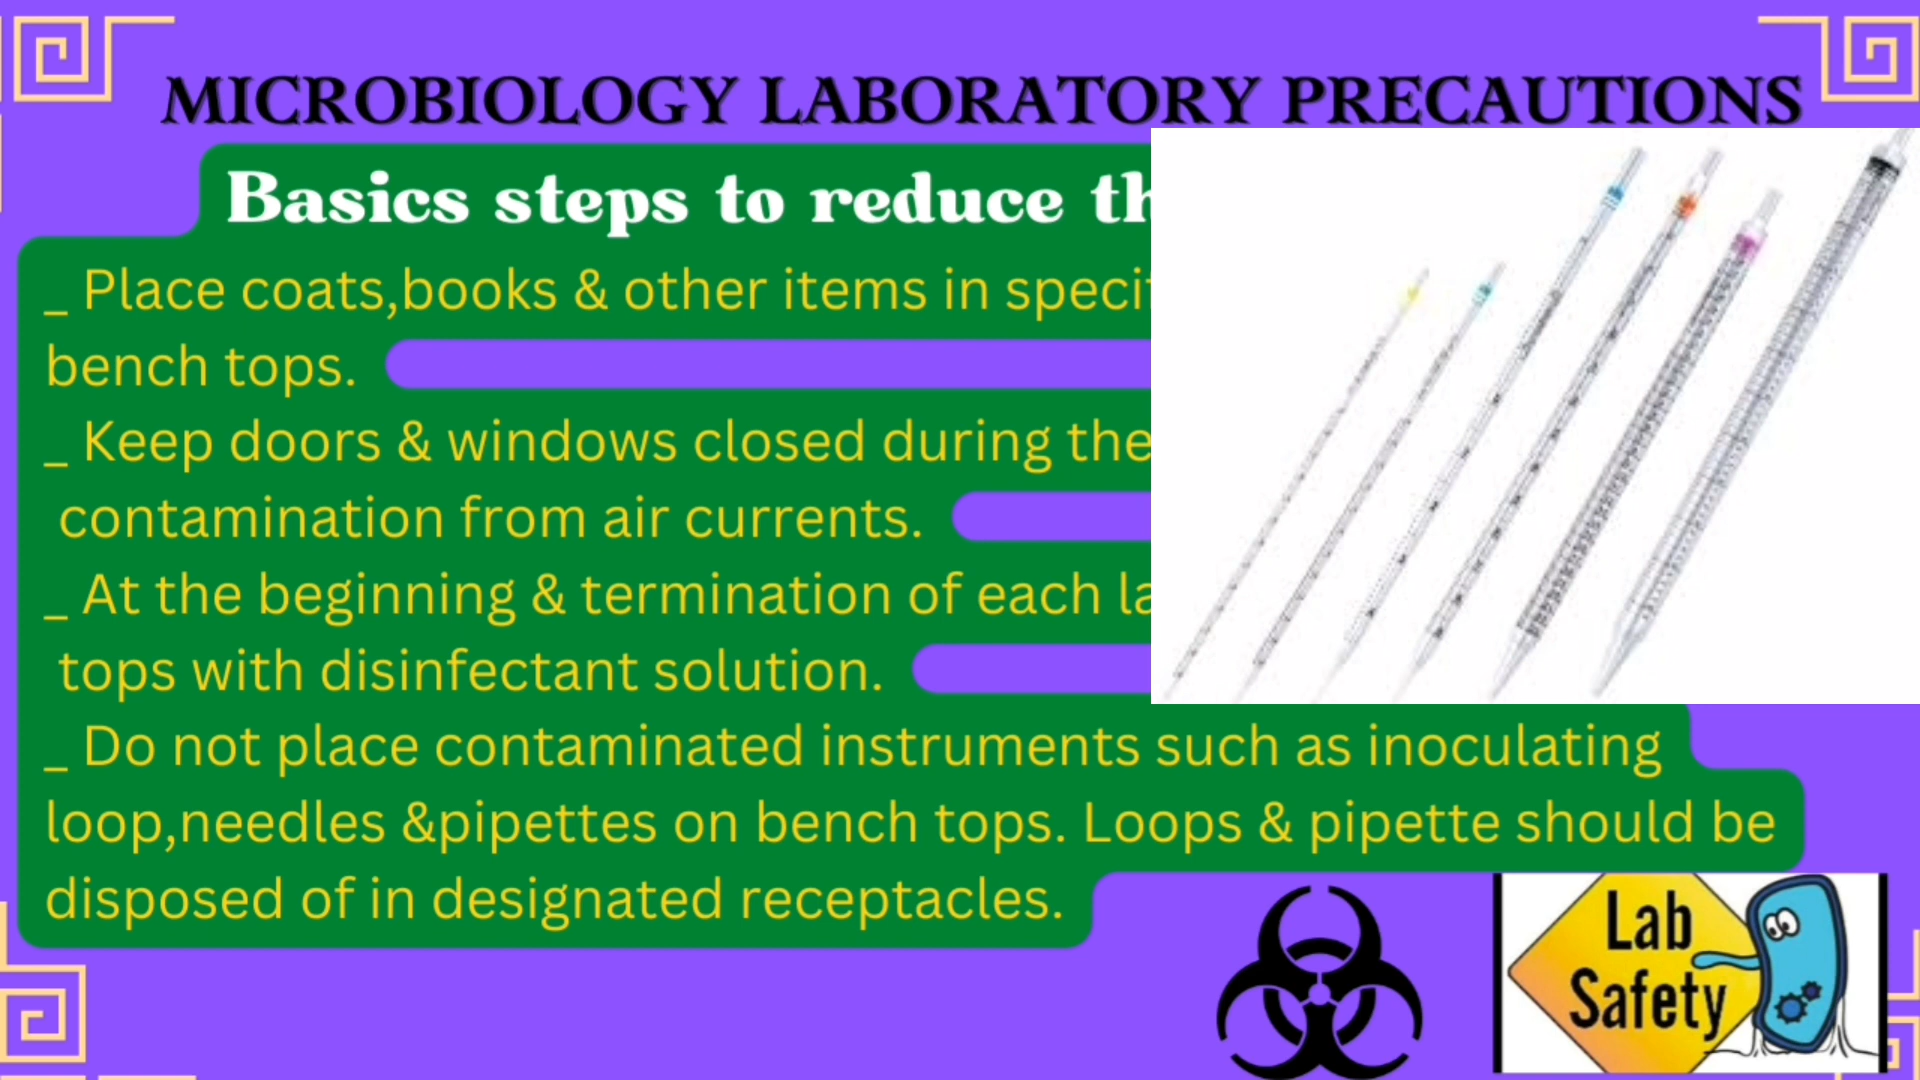 MICROBIOLOGY LABORATORY PRECAUTIONS
Basics steps to reduce
_ Place coats,books & other items in
bench tops.
_ Keep doors & windows closed during the
contamination from air currents.
_ At the beginning & termination of each
tops with disinfectant solution.
_ Do not place contaminated instruments such as inoculating
loop,needles &pipettes on bench tops. Loops & pipette should be
disposed of in designated receptacles.
Lab
Safety